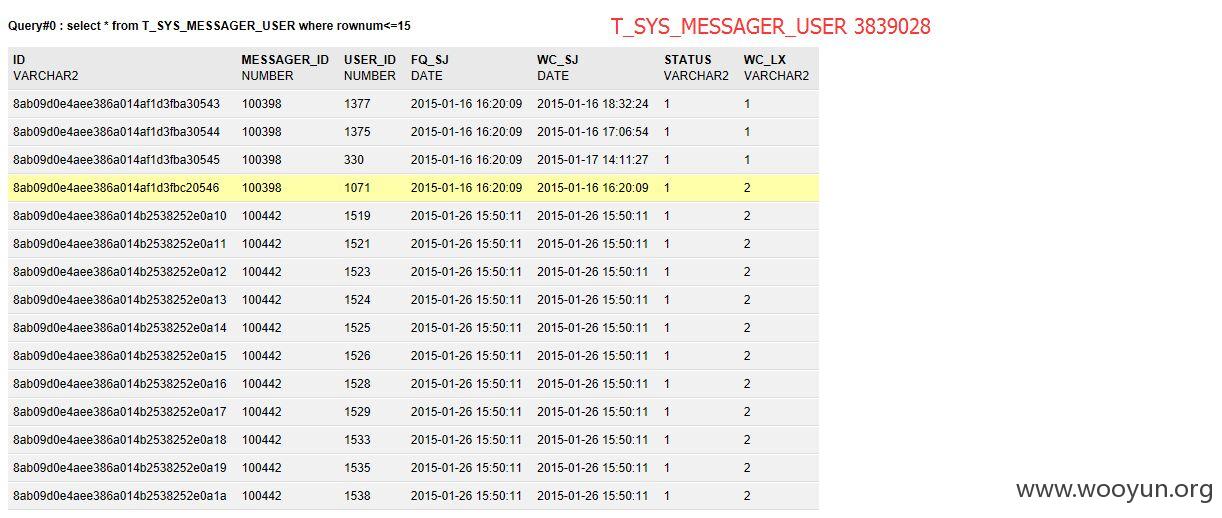 Query#0 : select * from T_SYS_MESSAGER_USER where rownum<=15
T_SYS_MESSAGER_USER 3839028
ID MESSAGER_ID USER_ID FQ_SJ WC_SJ STATUS WC_LX
VARCHAR2 NUMBER NUMBER DATE DATE VARCHAR2 VARCHAR2
8ab09d0e4aee386a014af1d3fba30543 100398 1377 2015-01-16 16:20:09 2015-01-16 18:32:24 1 1
8ab09d0e4aee386a014af1d3fba30544 100398 1375 2015-01-16 16:20:09 2015-01-16 17:06:54 1 1
8ab09d0e4aee386a014af1d3fba30545 100398 330 2015-01-16 16:20:09 2015-01-17 14:11:27 1 1
8ab09d0e4aee386a014af1d3fbc20546 100398 1071 2015-01-16 16:20:09 2015-01-16 16:20:09 1 2
8ab09d0e4aee386a014b2538252e0a10 100442 1519 2015-01-26 15:50:11 2015-01-26 15:50:11 1 2
8ab09d0e4aee386a014b2538252e0a11 100442 1521 2015-01-26 15:50:11 2015-01-26 15:50:11 1 2
8ab09d0e4aee386a014b2538252e0a12 100442 1523 2015-01-26 15:50:11 2015-01-26 15:50:11 1 2
8ab09d0e4aee386a014b2538252e0a13 100442 1524 2015-01-26 15:50:11 2015-01-26 15:50:11 1 2
8ab09d0e4aee386a014b2538252e0a14 100442 1525 2015-01-26 15:50:11 2015-01-26 15:50:11 1 2
8ab09d0e4aee386a014b2538252e0a15 100442 1526 2015-01-26 15:50:11 2015-01-26 15:50:11 1 2
8ab09d0e4aee386a014b2538252e0a16 100442 1528 2015-01-26 15:50:11 2015-01-26 15:50:11 1 2
8ab09d0e4aee386a014b2538252e0a17 100442 1529 2015-01-26 15:50:11 2015-01-26 15:50:11 1 2
8ab09d0e4aee386a014b2538252e0a18 100442 1533 2015-01-26 15:50:11 2015-01-26 15:50:11 1 2
8ab09d0e4aee386a014b2538252e0a19 100442 1535 2015-01-26 15:50:11 2015-01-26 15:50:11 1 2
8ab09d0e4aee386a014b2538252e0a1a 100442 1538 2015-01-26 15:50:11 2015-01-26 15:50:11 1 2
www.wooyun.org